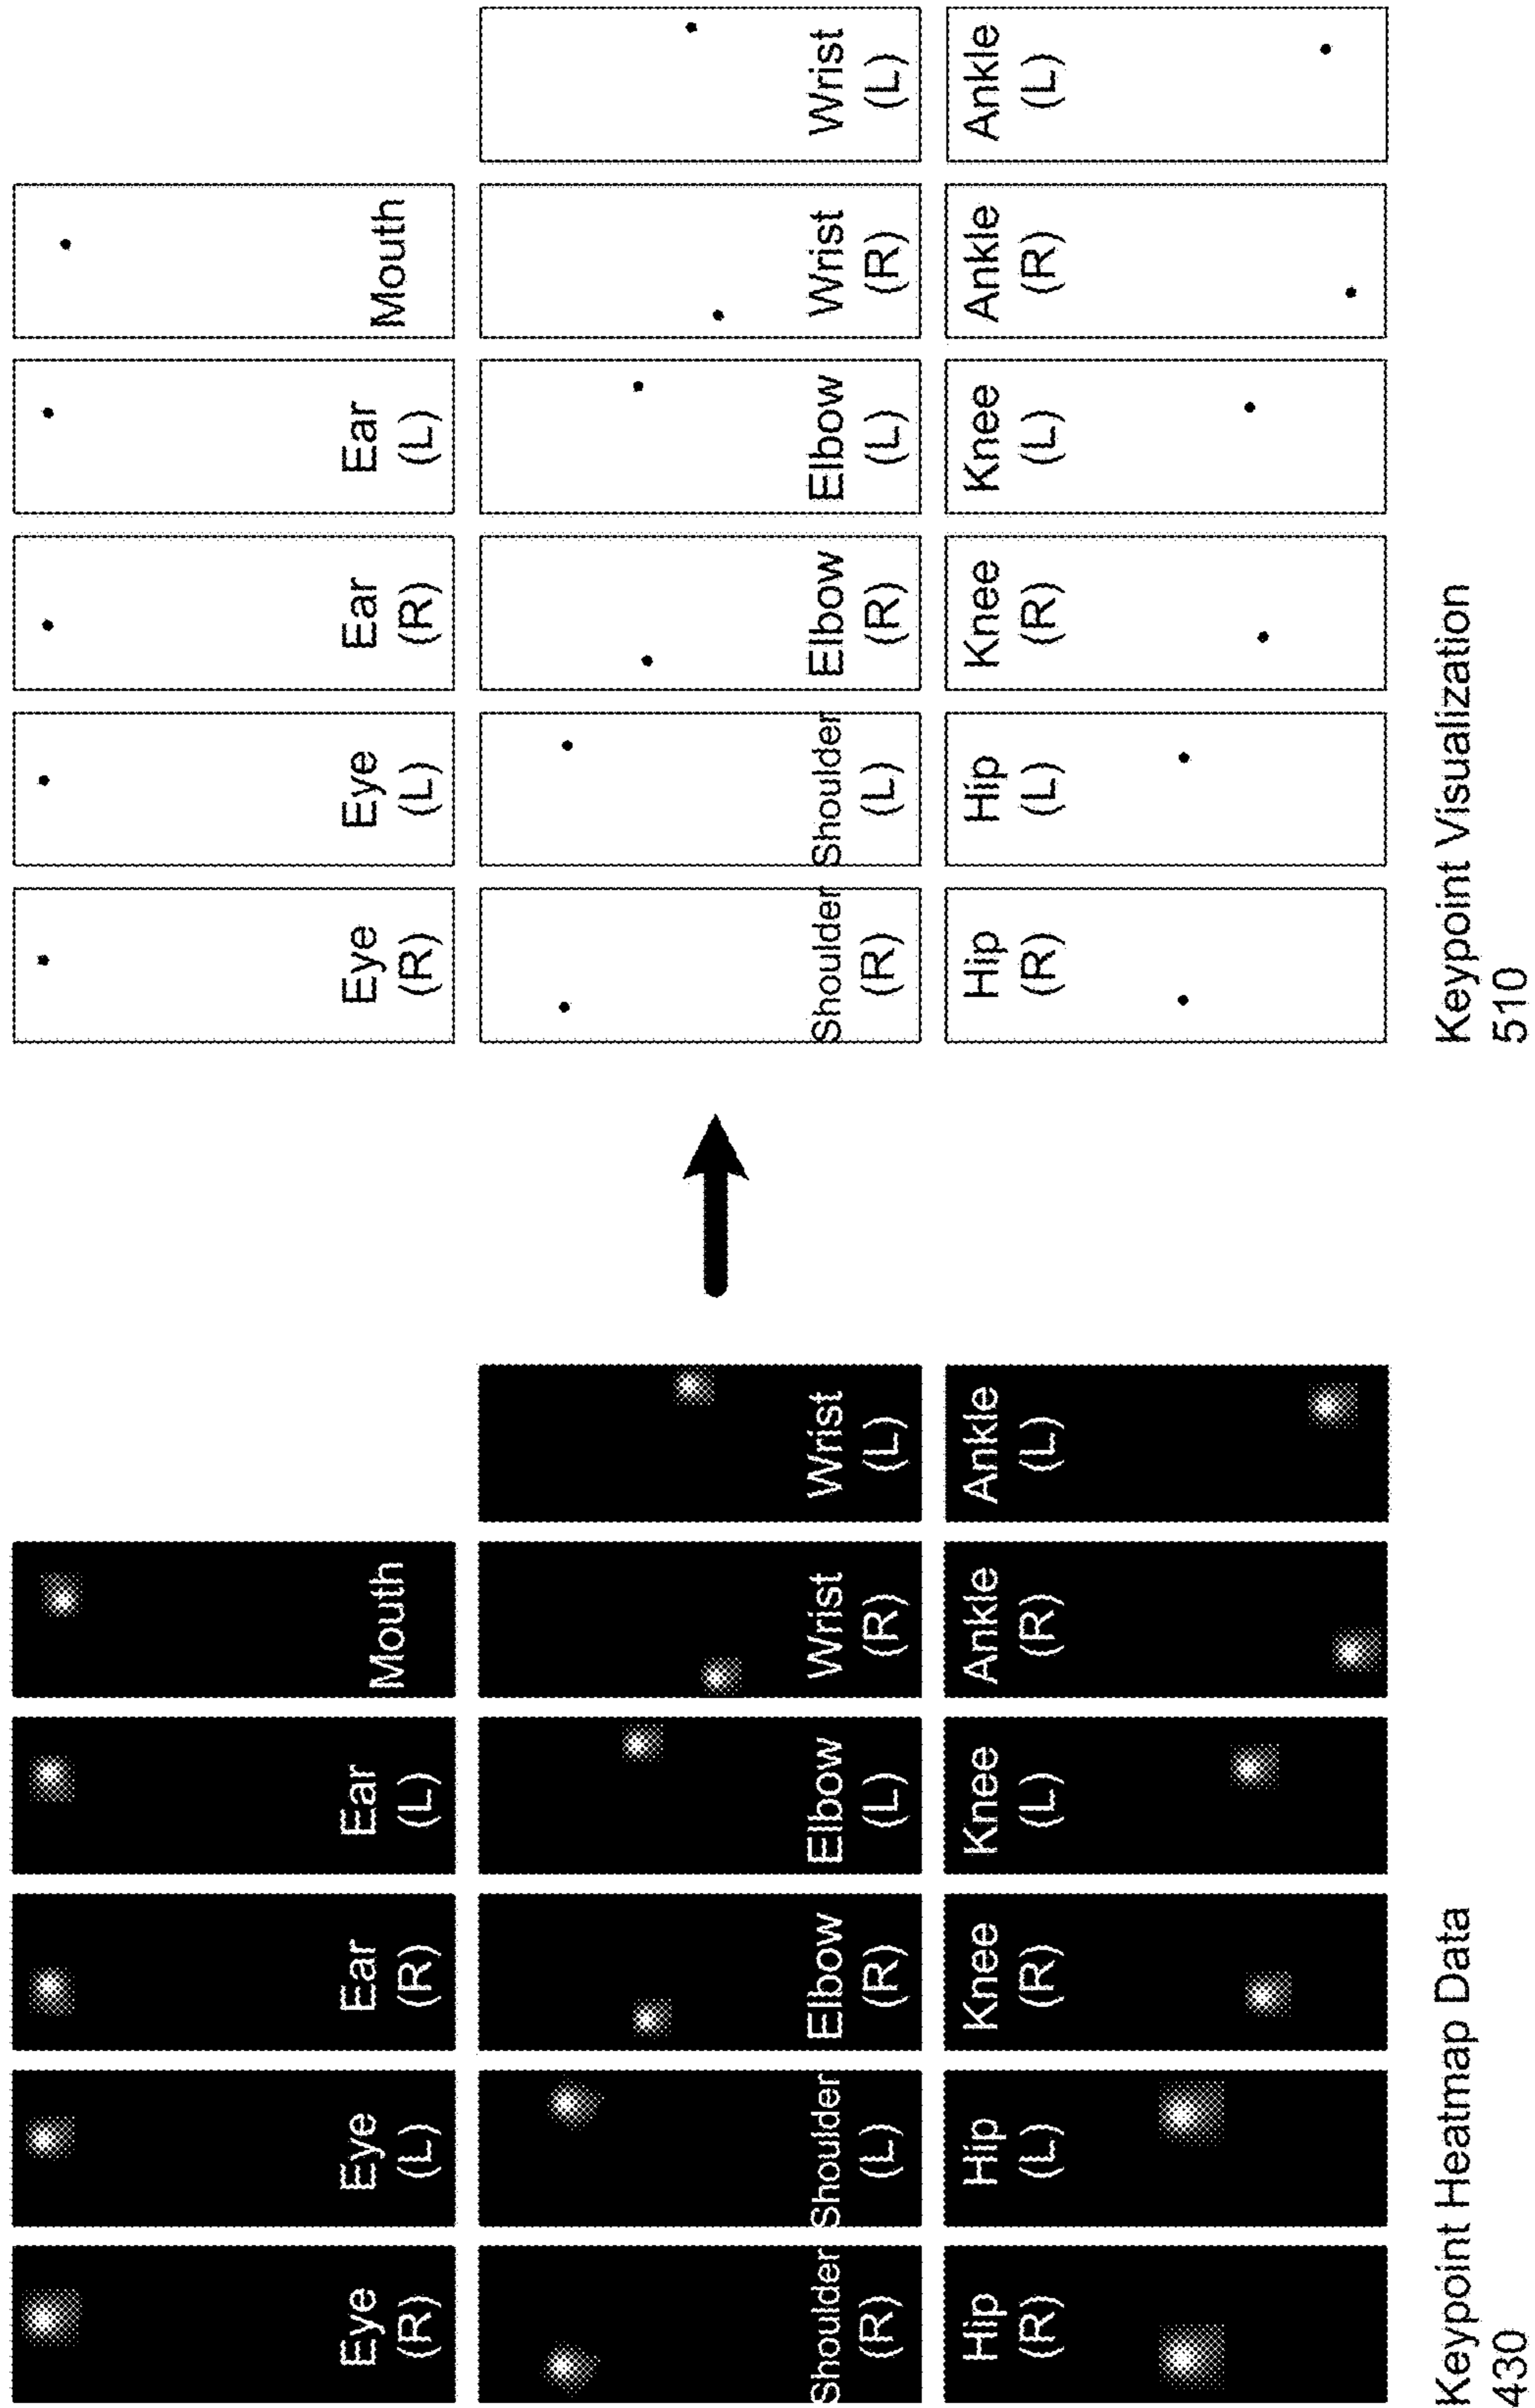 Eye
(R)
Eye
(L)
Ear
(R)
Ear
(L)
Mouth
Shoulder
(R)
Shoulder
(L)
Elbow
(R)
Elbow
(L)
Wrist
(R)
Wrist
(L)
Hip
(R)
Hip
(L)
Knee
(R)
Knee
(L)
Ankle
(R)
Ankle
(L)
Keypoint Heatmap Data
430
Eye
(R)
Eye
(L)
Ear
(R)
Ear
(L)
Mouth
Shoulder
(R)
Shoulder
(L)
Elbow
(R)
Elbow
(L)
Wrist
(R)
Wrist
(L)
Hip
(R)
Hip
(L)
Knee
(R)
Knee
(L)
Ankle
(R)
Ankle
(L)
Keypoint Visualization
510